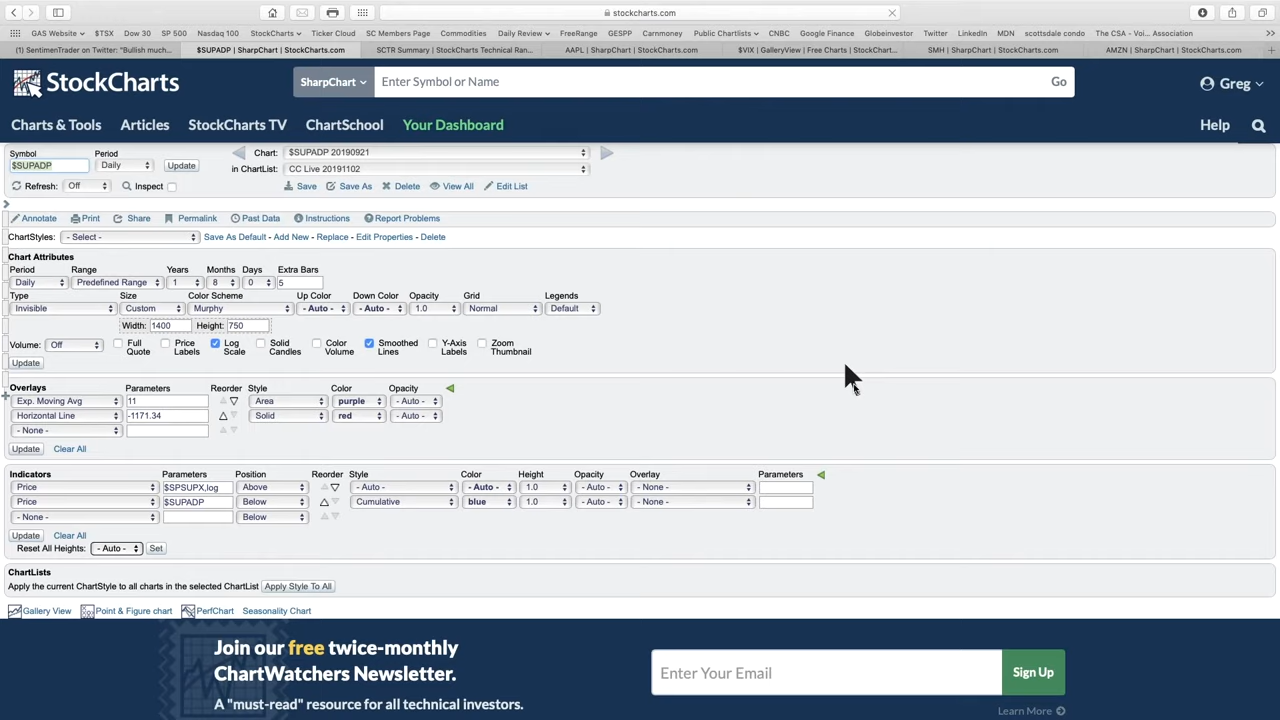 stockcharts.com
GAS Website $TSX Dow 30 SP 500 Nasdaq 100 StockCharts Ticker Cloud SC Members Page Commodities Daily Review FreeRange GESPP Carnmoney Public Chartlists CNBC Google Finance Globeinvestor Twitter LinkedIn MDN scottsdale condo The CSA - Voi... Association
(1) SentimenTrader on Twitter: "Bullish much... $SUPADP | SharpChart | StockCharts.com SCTR Summary | StockCharts Technical Ran... AAPL | SharpChart | StockCharts.com $VIX | GalleryView | Free Charts | StockChart... SMH | SharpChart | StockCharts.com AMZN | SharpChart | StockCharts.com
StockCharts SharpChart Enter Symbol or Name Go Greg
Charts & Tools Articles StockCharts TV ChartSchool Your Dashboard Help
Symbol Period Chart: $SUPADP 20190921
$SUPADP Daily Update in ChartList: CC Live 20191102
Refresh: Off Inspect Save Save As Delete View All Edit List
Annotate Print Share Permalink Past Data Instructions Report Problems
ChartStyles: - Select - Save As Default - Add New - Replace - Edit Properties - Delete
Chart Attributes
Period Range Years Months Days Extra Bars
Daily Predefined Range 1 8 0 5
Type Size Color Scheme Up Color Down Color Opacity Grid Legends
Invisible Custom Murphy - Auto - - Auto - 1.0 Normal Default
Width: 1400 Height: 750
Volume: Off Full Quote Price Labels Log Scale Solid Candles Color Volume Smoothed Lines Y-Axis Labels Zoom Thumbnail
Update
Overlays Parameters Reorder Style Color Opacity
Exp. Moving Avg 11 Area purple - Auto -
Horizontal Line -1171.34 Solid red - Auto -
- None -
Update Clear All
Indicators Parameters Position Reorder Style Color Height Opacity Overlay Parameters
Price $SPSUPX,log Above - Auto - - Auto - 1.0 - Auto - - None -
Price $SUPADP Below Cumulative blue 1.0 - Auto - - None -
- None - Below
Update Clear All
Reset All Heights: - Auto - Set
ChartLists
Apply the current ChartStyle to all charts in the selected ChartList Apply Style To All
Gallery View Point & Figure chart PerfChart Seasonality Chart
Join our free twice-monthly
ChartWatchers Newsletter.
Enter Your Email Sign Up
A "must-read" resource for all technical investors.
Learn More